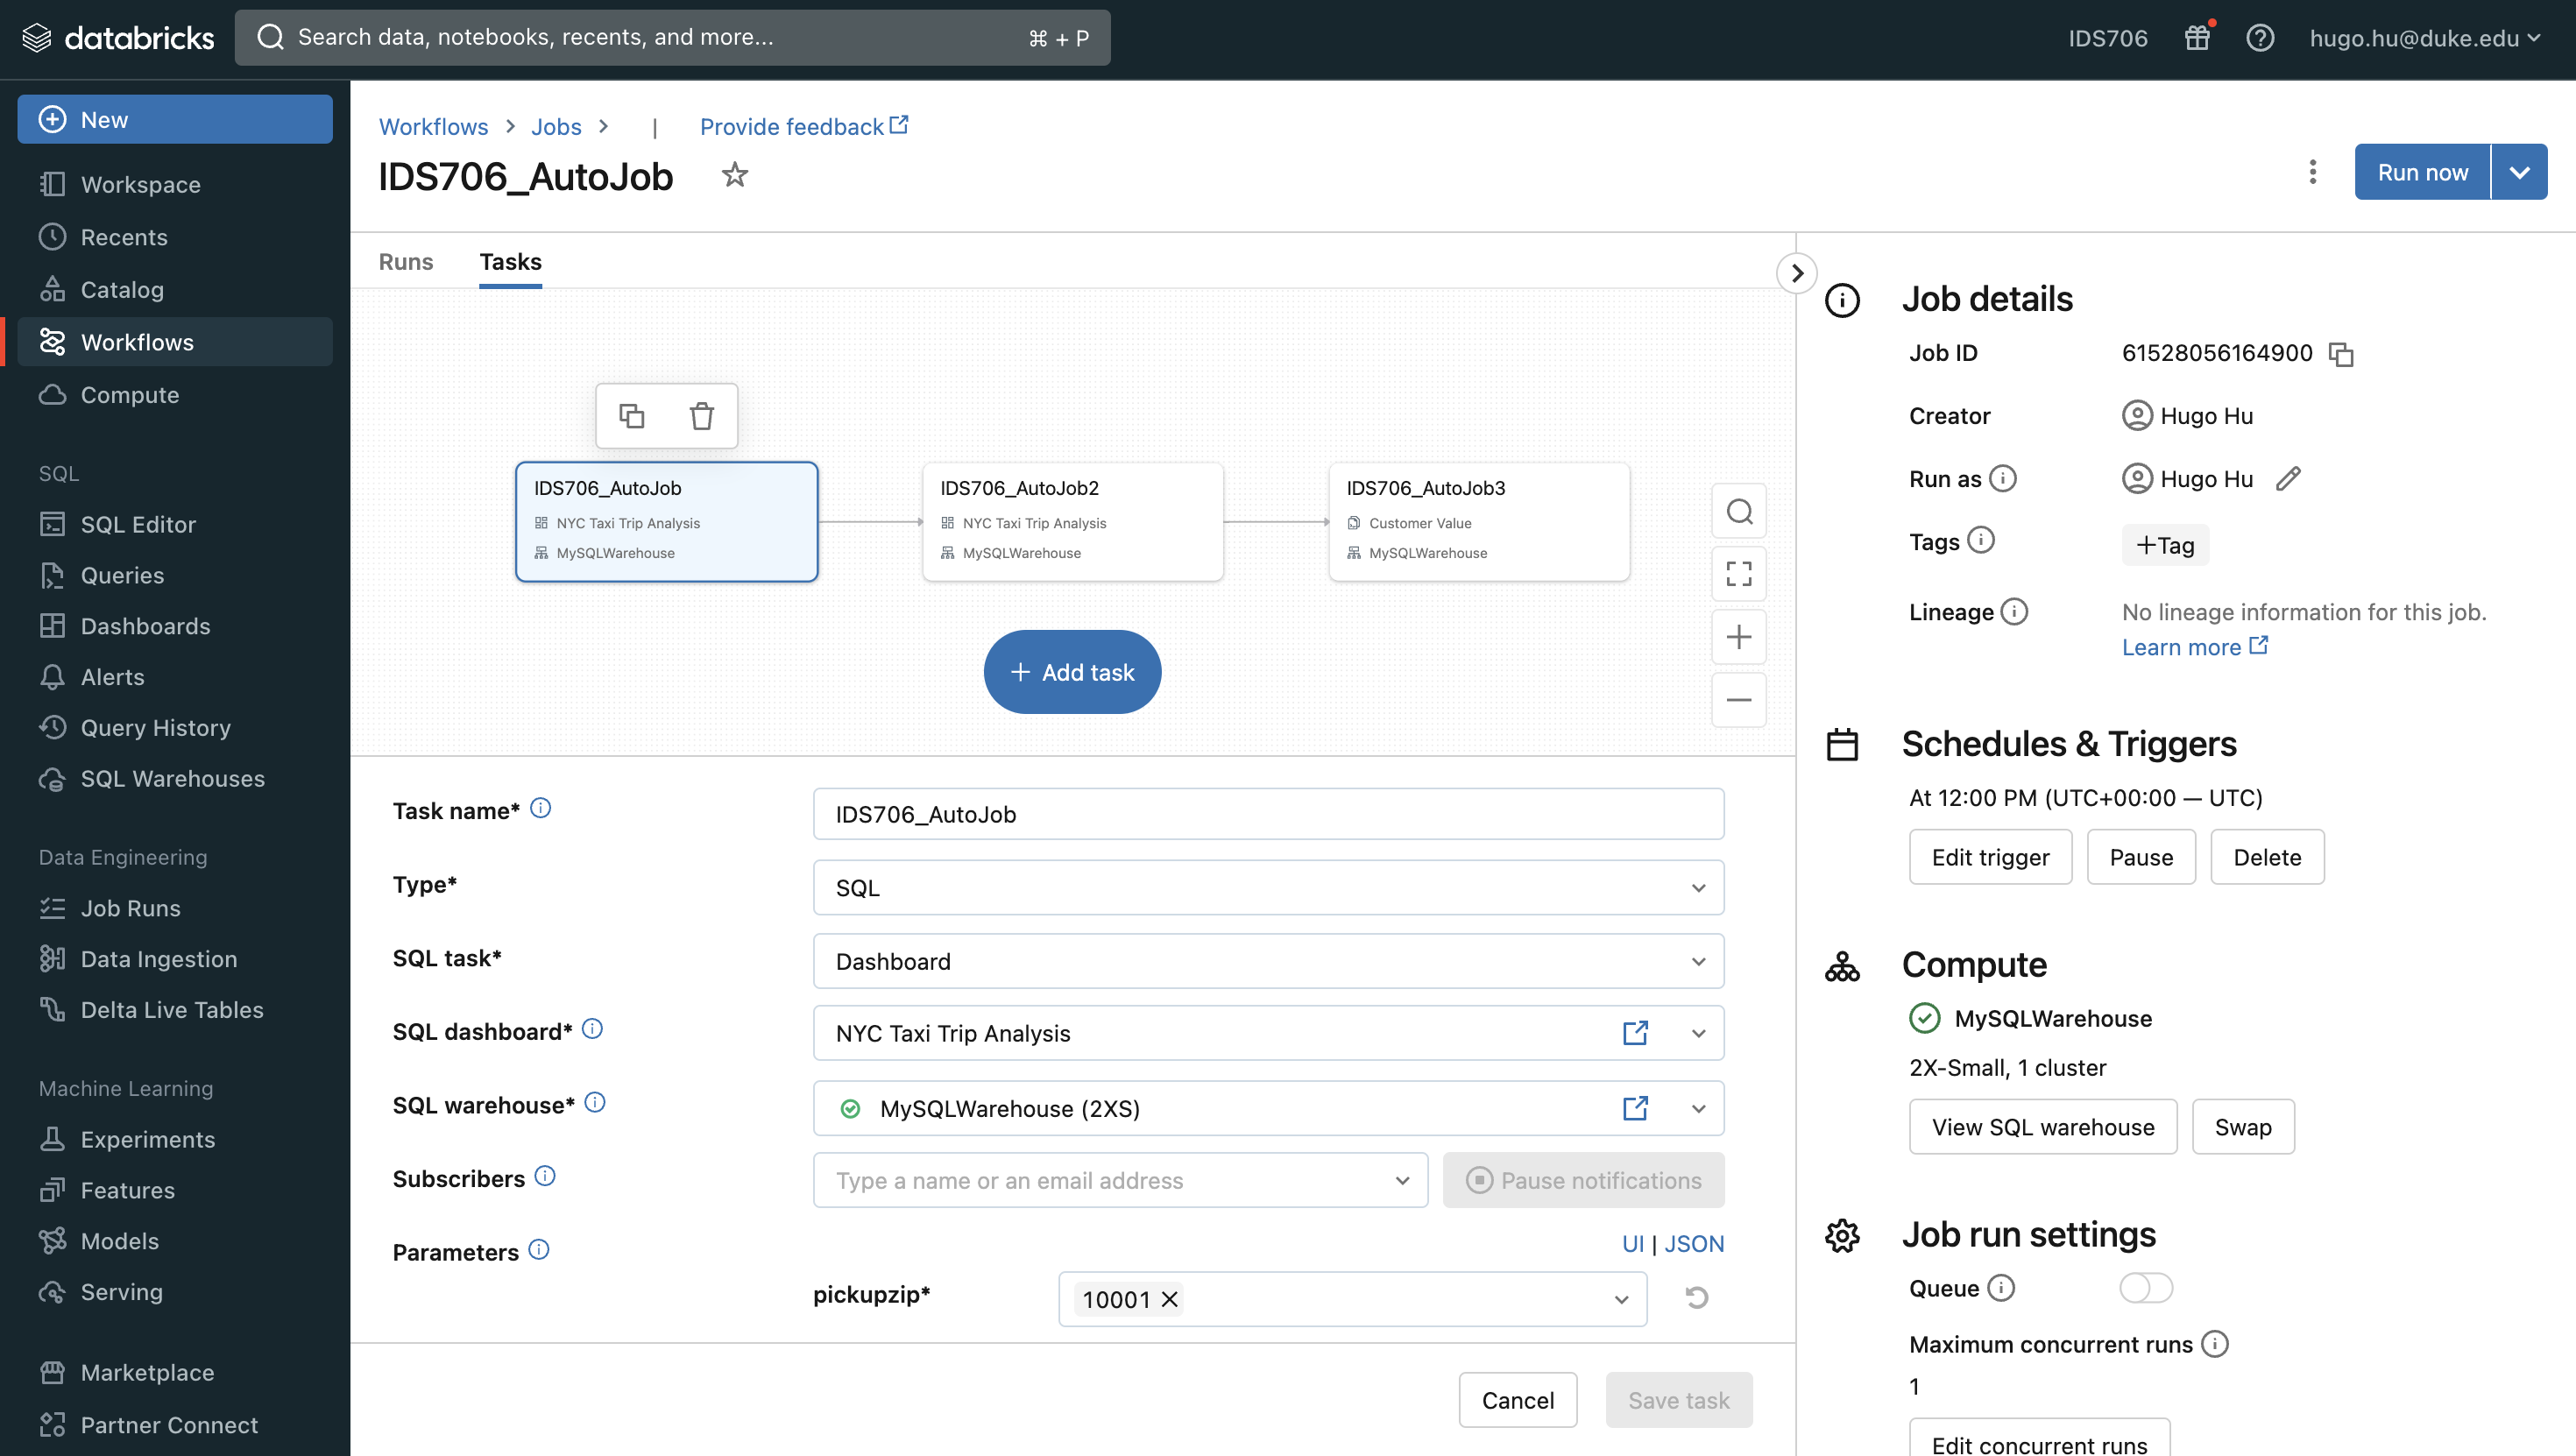 databricks
Search data, notebooks, recents, and more...
⌘ + P
IDS706
hugo.hu@duke.edu
New
Workspace
Recents
Catalog
Workflows
Compute
SQL
SQL Editor
Queries
Dashboards
Alerts
Query History
SQL Warehouses
Data Engineering
Job Runs
Data Ingestion
Delta Live Tables
Machine Learning
Experiments
Features
Models
Serving
Marketplace
Partner Connect
Workflows > Jobs > | Provide feedback
IDS706_AutoJob
Run now
Runs
Tasks
IDS706_AutoJob
NYC Taxi Trip Analysis
MySQLWarehouse
IDS706_AutoJob2
NYC Taxi Trip Analysis
MySQLWarehouse
IDS706_AutoJob3
Customer Value
MySQLWarehouse
+ Add task
Task name*
IDS706_AutoJob
Type*
SQL
SQL task*
Dashboard
SQL dashboard*
NYC Taxi Trip Analysis
SQL warehouse*
MySQLWarehouse (2XS)
Subscribers
Type a name or an email address
Pause notifications
Parameters
UI | JSON
pickupzip*
10001
Cancel
Save task
Job details
Job ID
61528056164900
Creator
Hugo Hu
Run as
Hugo Hu
Tags
+Tag
Lineage
No lineage information for this job.
Learn more
Schedules & Triggers
At 12:00 PM (UTC+00:00 — UTC)
Edit trigger
Pause
Delete
Compute
MySQLWarehouse
2X-Small, 1 cluster
View SQL warehouse
Swap
Job run settings
Queue
Maximum concurrent runs
1
Edit concurrent runs